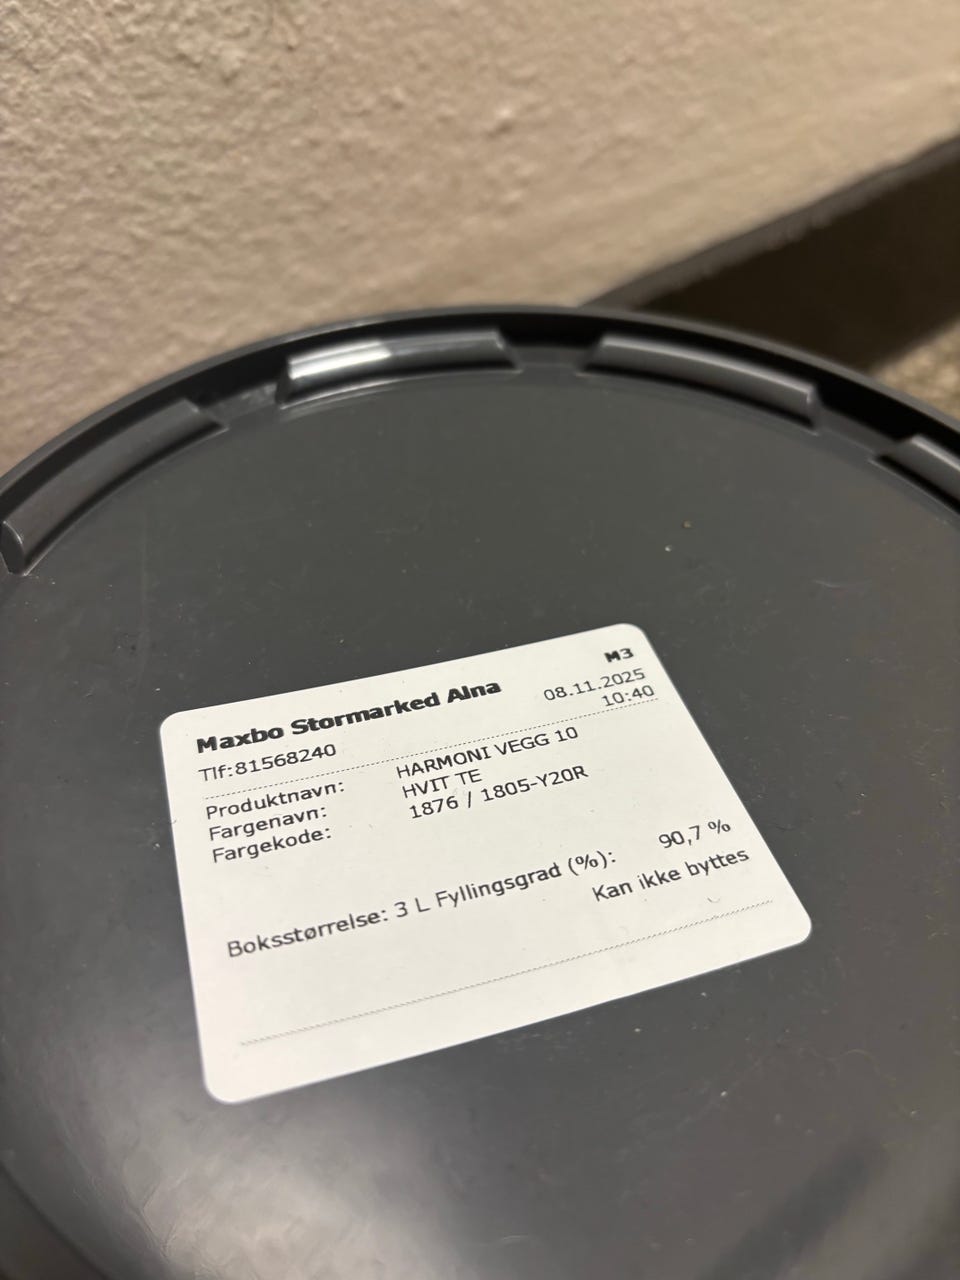 M3
Maxbo Stormarked Alna 08.11.2025
Tlf:81568240 10:40
Produktnavn: HARMONI VEGG 10
Fargenavn: HVIT TE
Fargekode: 1876 / 1805-Y20R
Boksstørrelse: 3 L Fyllingsgrad (%): 90,7 %
Kan ikke byttes